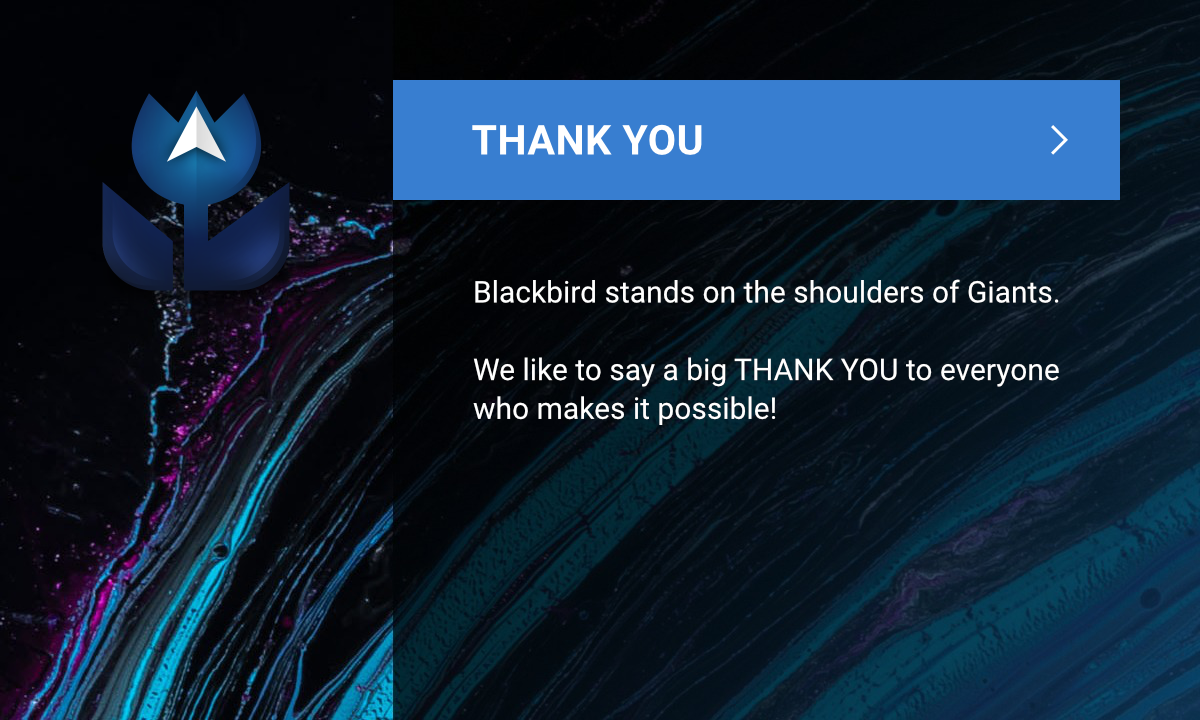 THANK YOU
Blackbird stands on the shoulders of Giants.
We like to say a big THANK YOU to everyone
who makes it possible!